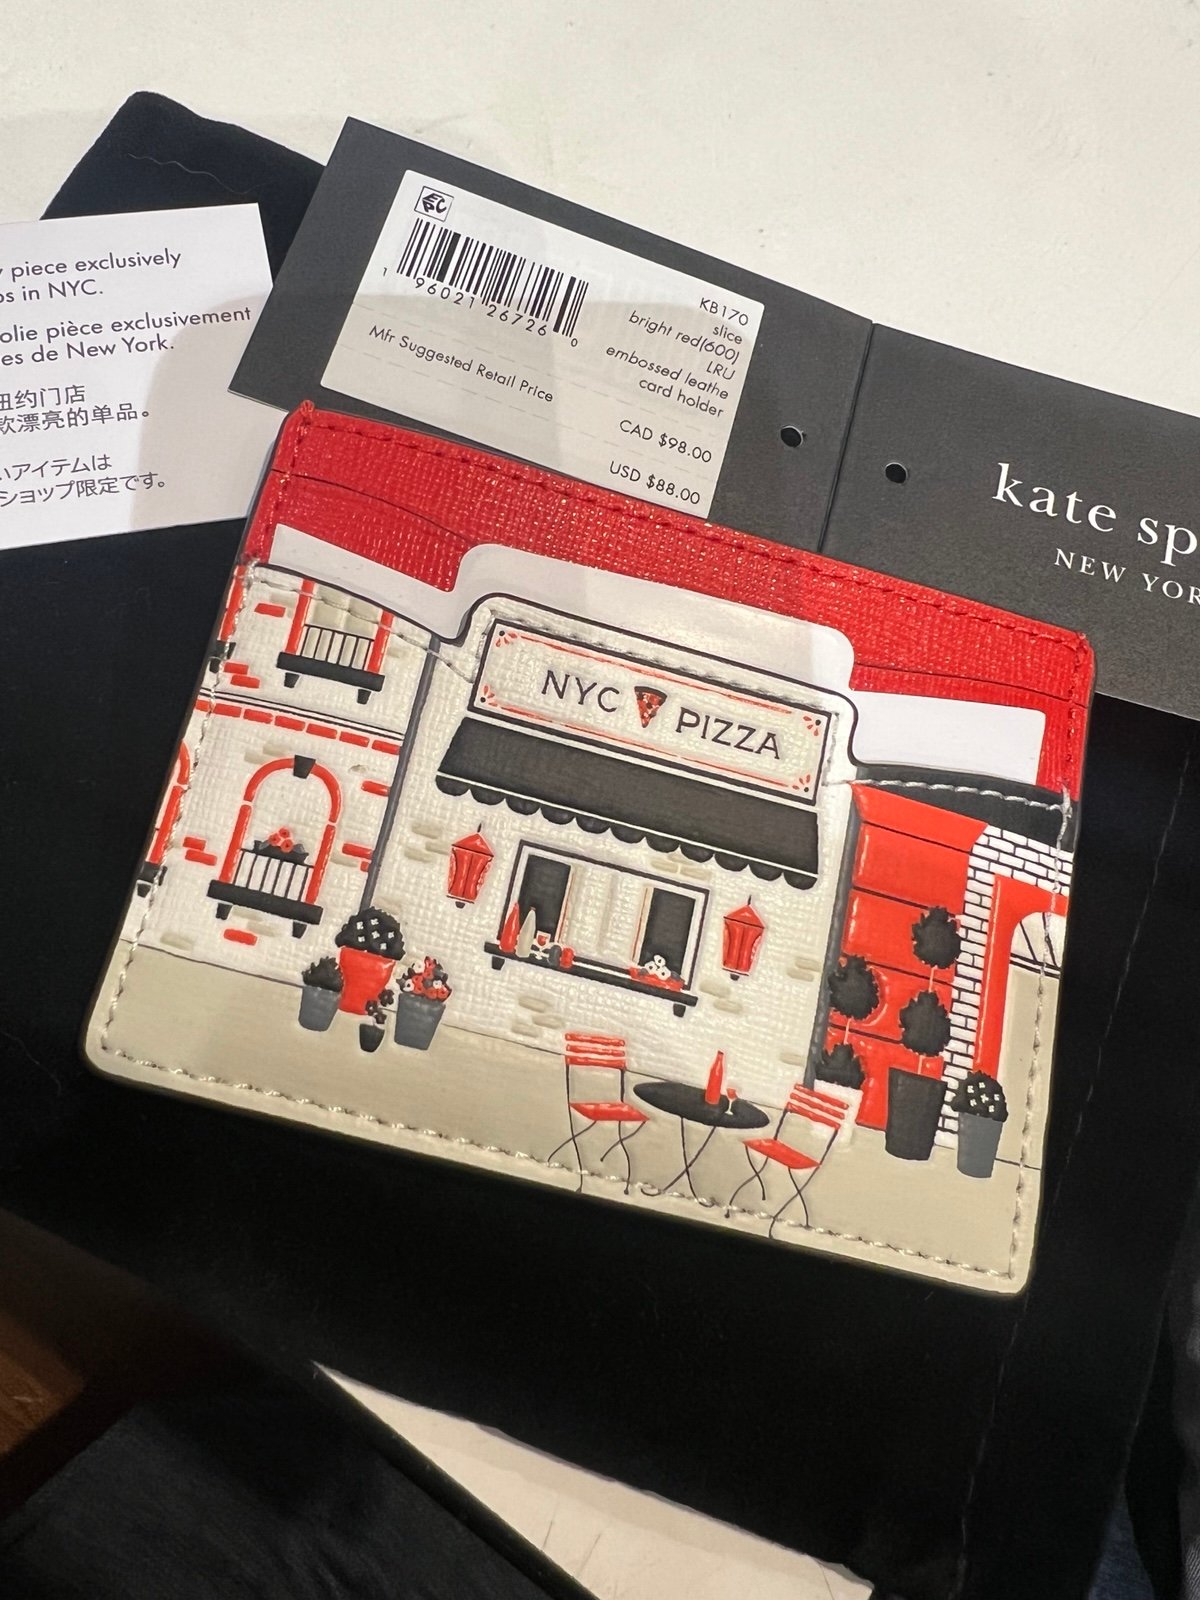 y piece exclusively
ps in NYC.
olie pièce exclusivement
es de New York.
纽约门店
款漂亮的单品。
いアイテムは
ショップ限定です。
1 96021 26726 0
Mfr Suggested Retail Price
KB170
slice
bright red(600)
LRU
embossed leathe
card holder
CAD $98.00
USD $88.00
kate sp
NEW YOR
NYC PIZZA